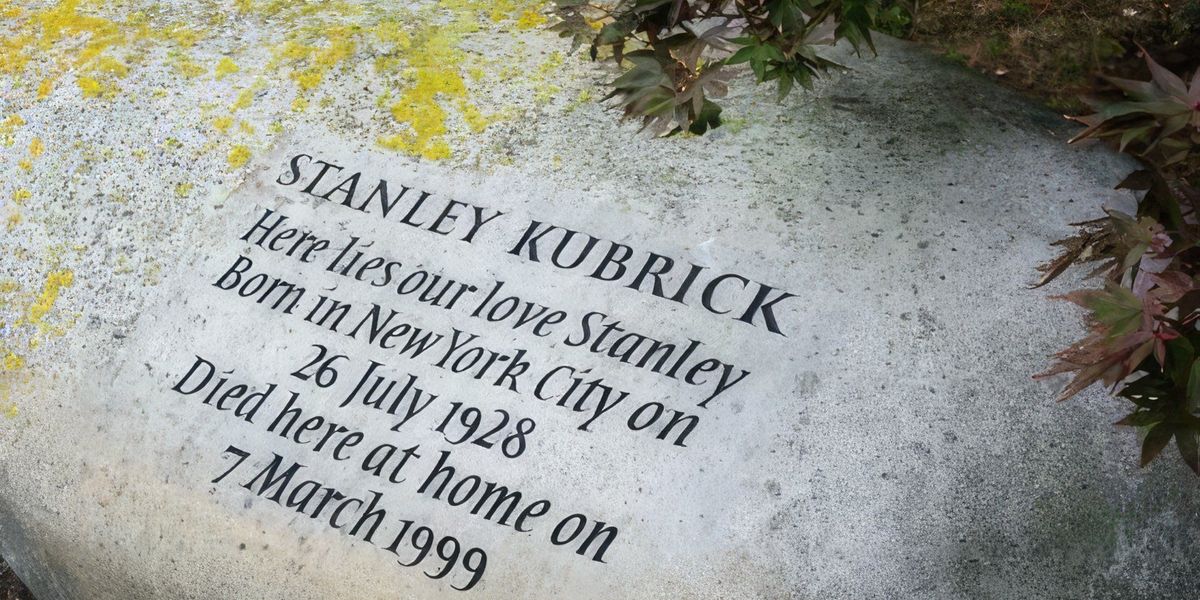 STANLEY KUBRICK
Here lies our love Stanley
Born in New York City on
26 July 1928
Died here at home on
7 March 1999